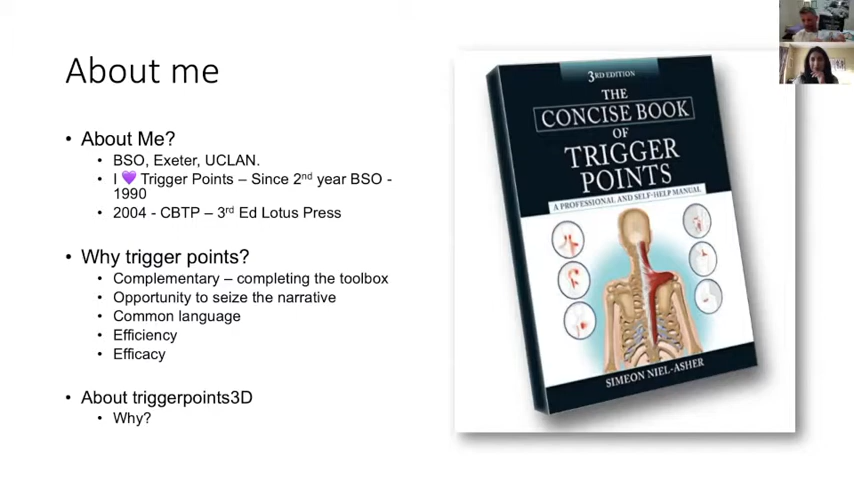 About me
• About Me?
• BSO, Exeter, UCLAN.
• I 💜 Trigger Points – Since 2nd year BSO -
1990
• 2004 - CBTP – 3rd Ed Lotus Press
• Why trigger points?
• Complementary – completing the toolbox
• Opportunity to seize the narrative
• Common language
• Efficiency
• Efficacy
• About triggerpoints3D
• Why?
3RD EDITION
THE
CONCISE BOOK
OF
TRIGGER
POINTS
A PROFESSIONAL AND SELF-HELP MANUAL
SIMEON NIEL-ASHER